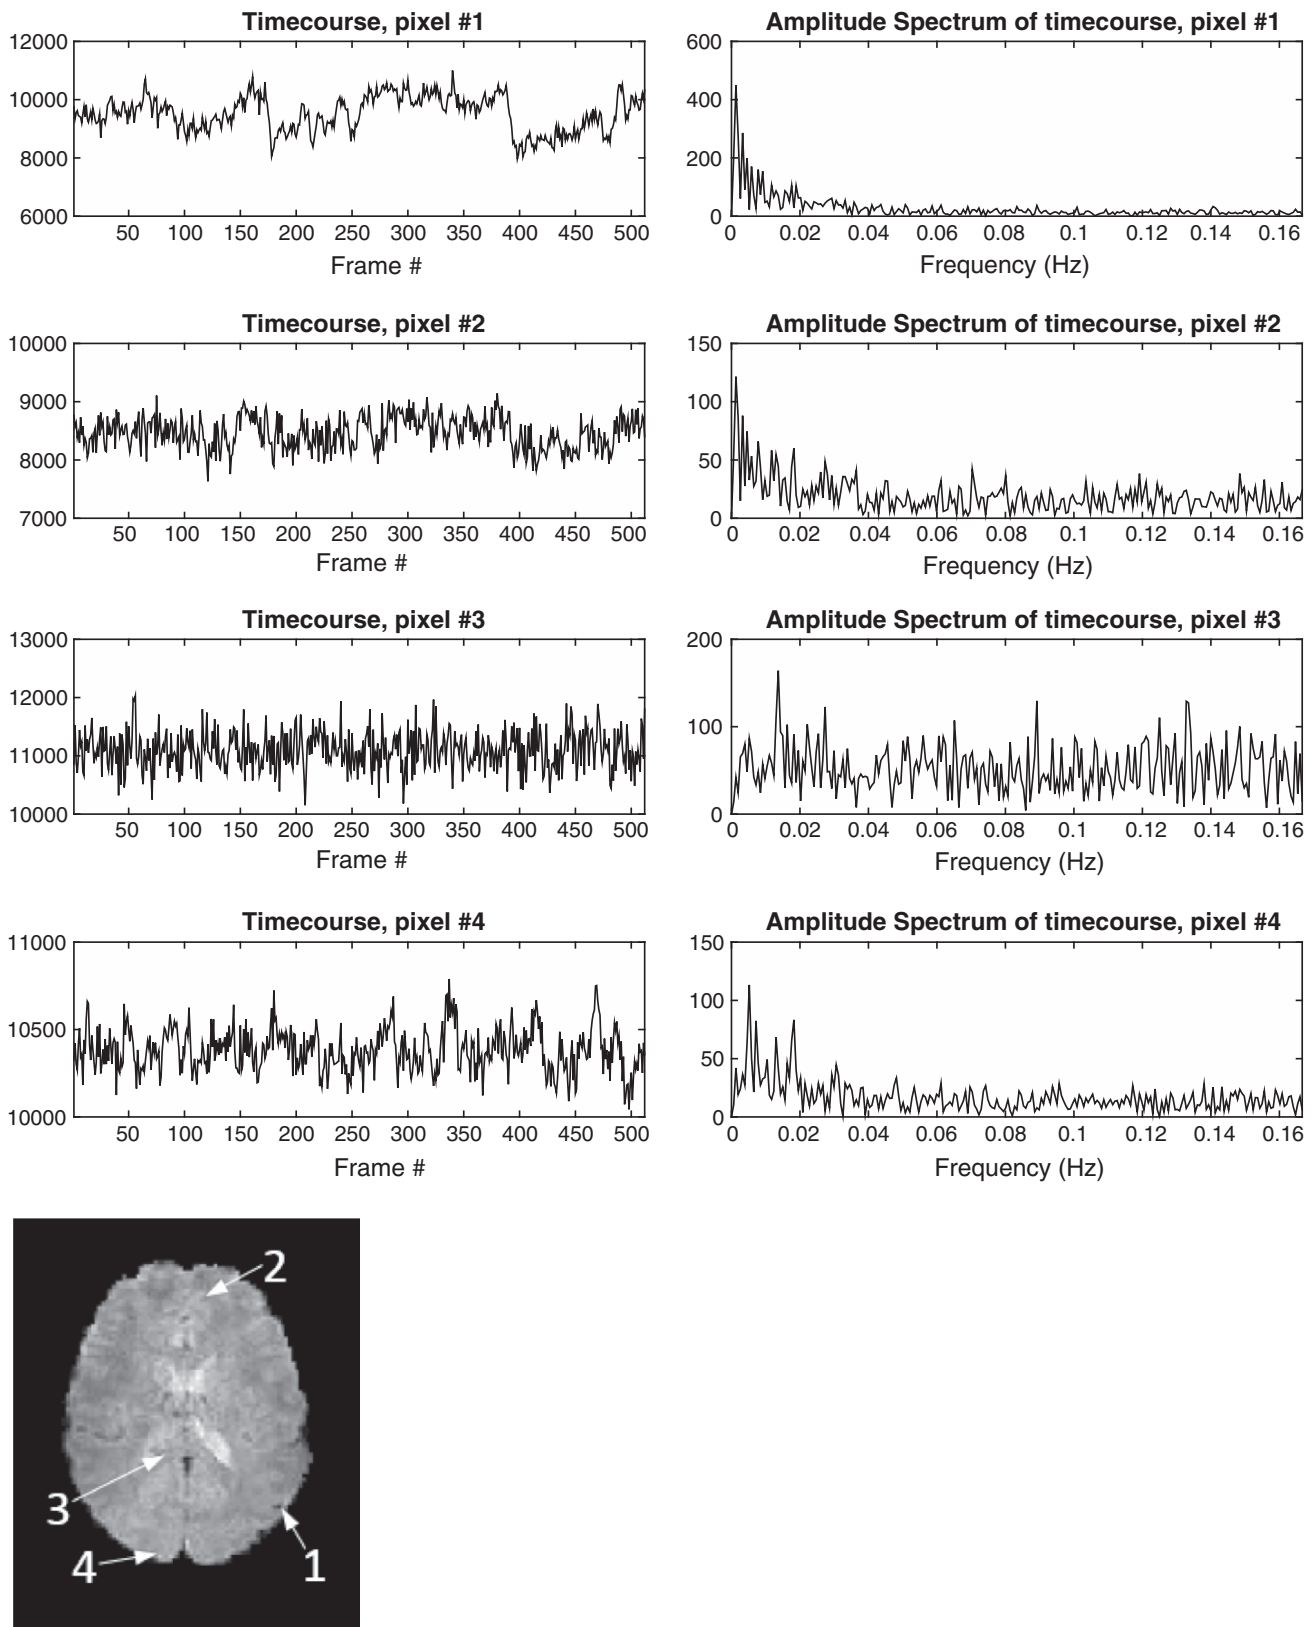 Timecourse, pixel #1
12000
10000
8000
6000
50 100 150 200 250 300 350 400 450 500
Frame #
Amplitude Spectrum of timecourse, pixel #1
600
400
200
0
0 0.02 0.04 0.06 0.08 0.1 0.12 0.14 0.16
Frequency (Hz)
Timecourse, pixel #2
10000
9000
8000
7000
50 100 150 200 250 300 350 400 450 500
Frame #
Amplitude Spectrum of timecourse, pixel #2
150
100
50
0
0 0.02 0.04 0.06 0.08 0.1 0.12 0.14 0.16
Frequency (Hz)
Timecourse, pixel #3
13000
12000
11000
10000
50 100 150 200 250 300 350 400 450 500
Frame #
Amplitude Spectrum of timecourse, pixel #3
200
100
0
0 0.02 0.04 0.06 0.08 0.1 0.12 0.14 0.16
Frequency (Hz)
Timecourse, pixel #4
11000
10500
10000
50 100 150 200 250 300 350 400 450 500
Frame #
Amplitude Spectrum of timecourse, pixel #4
150
100
50
0
0 0.02 0.04 0.06 0.08 0.1 0.12 0.14 0.16
Frequency (Hz)
2
3
4
1